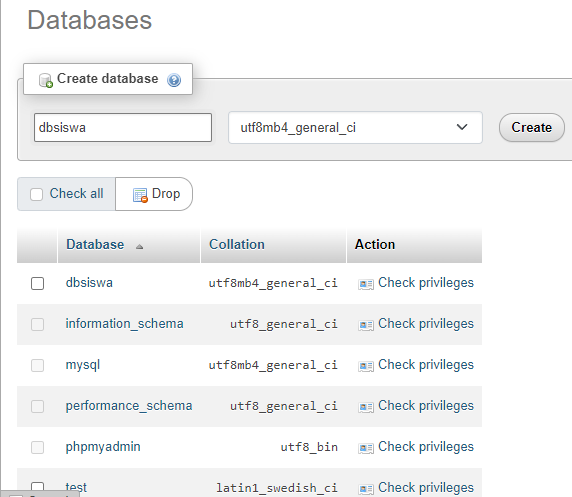 Databases
Create database
dbsiswa utf8mb4_general_ci Create
Check all Drop
Database Collation Action
dbsiswa utf8mb4_general_ci Check privileges
information_schema utf8_general_ci Check privileges
mysql utf8mb4_general_ci Check privileges
performance_schema utf8_general_ci Check privileges
phpmyadmin utf8_bin Check privileges
test latin1_swedish_ci Check privileges